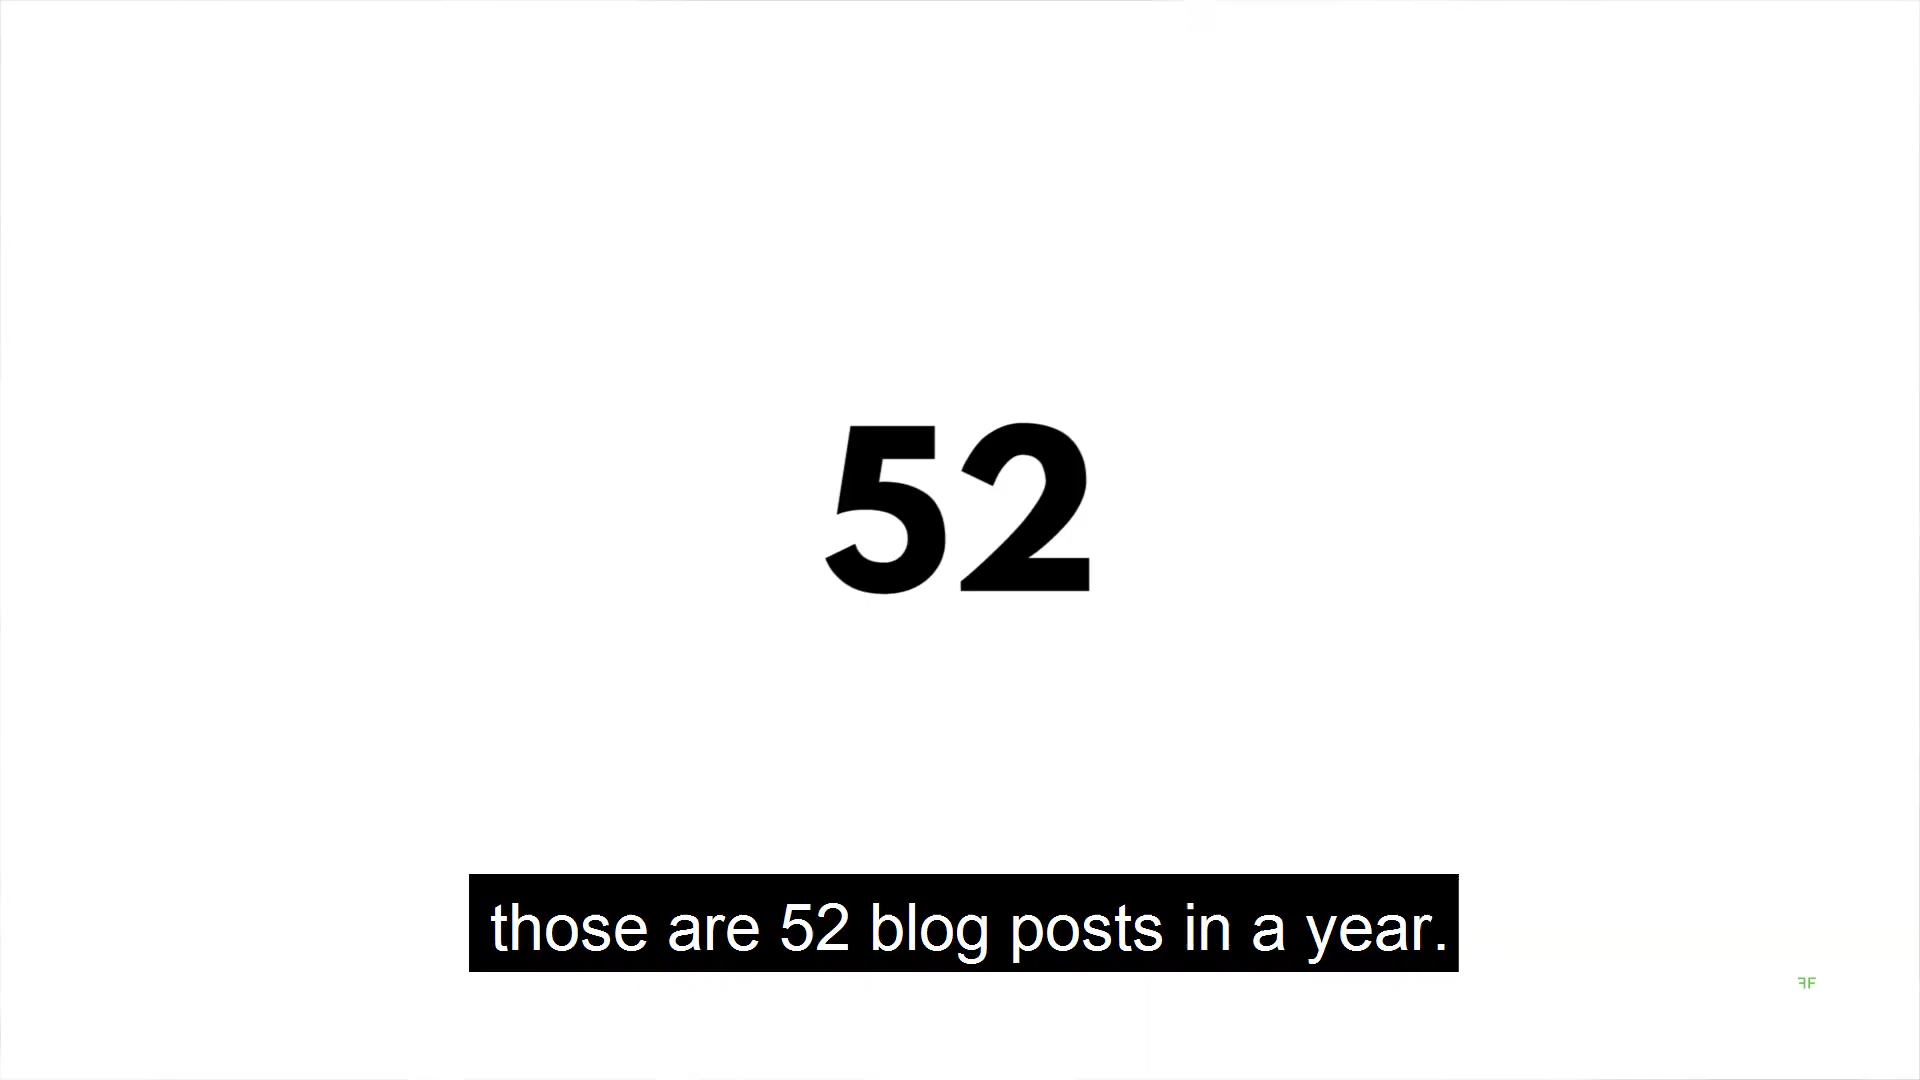 52
those are 52 blog posts in a year.